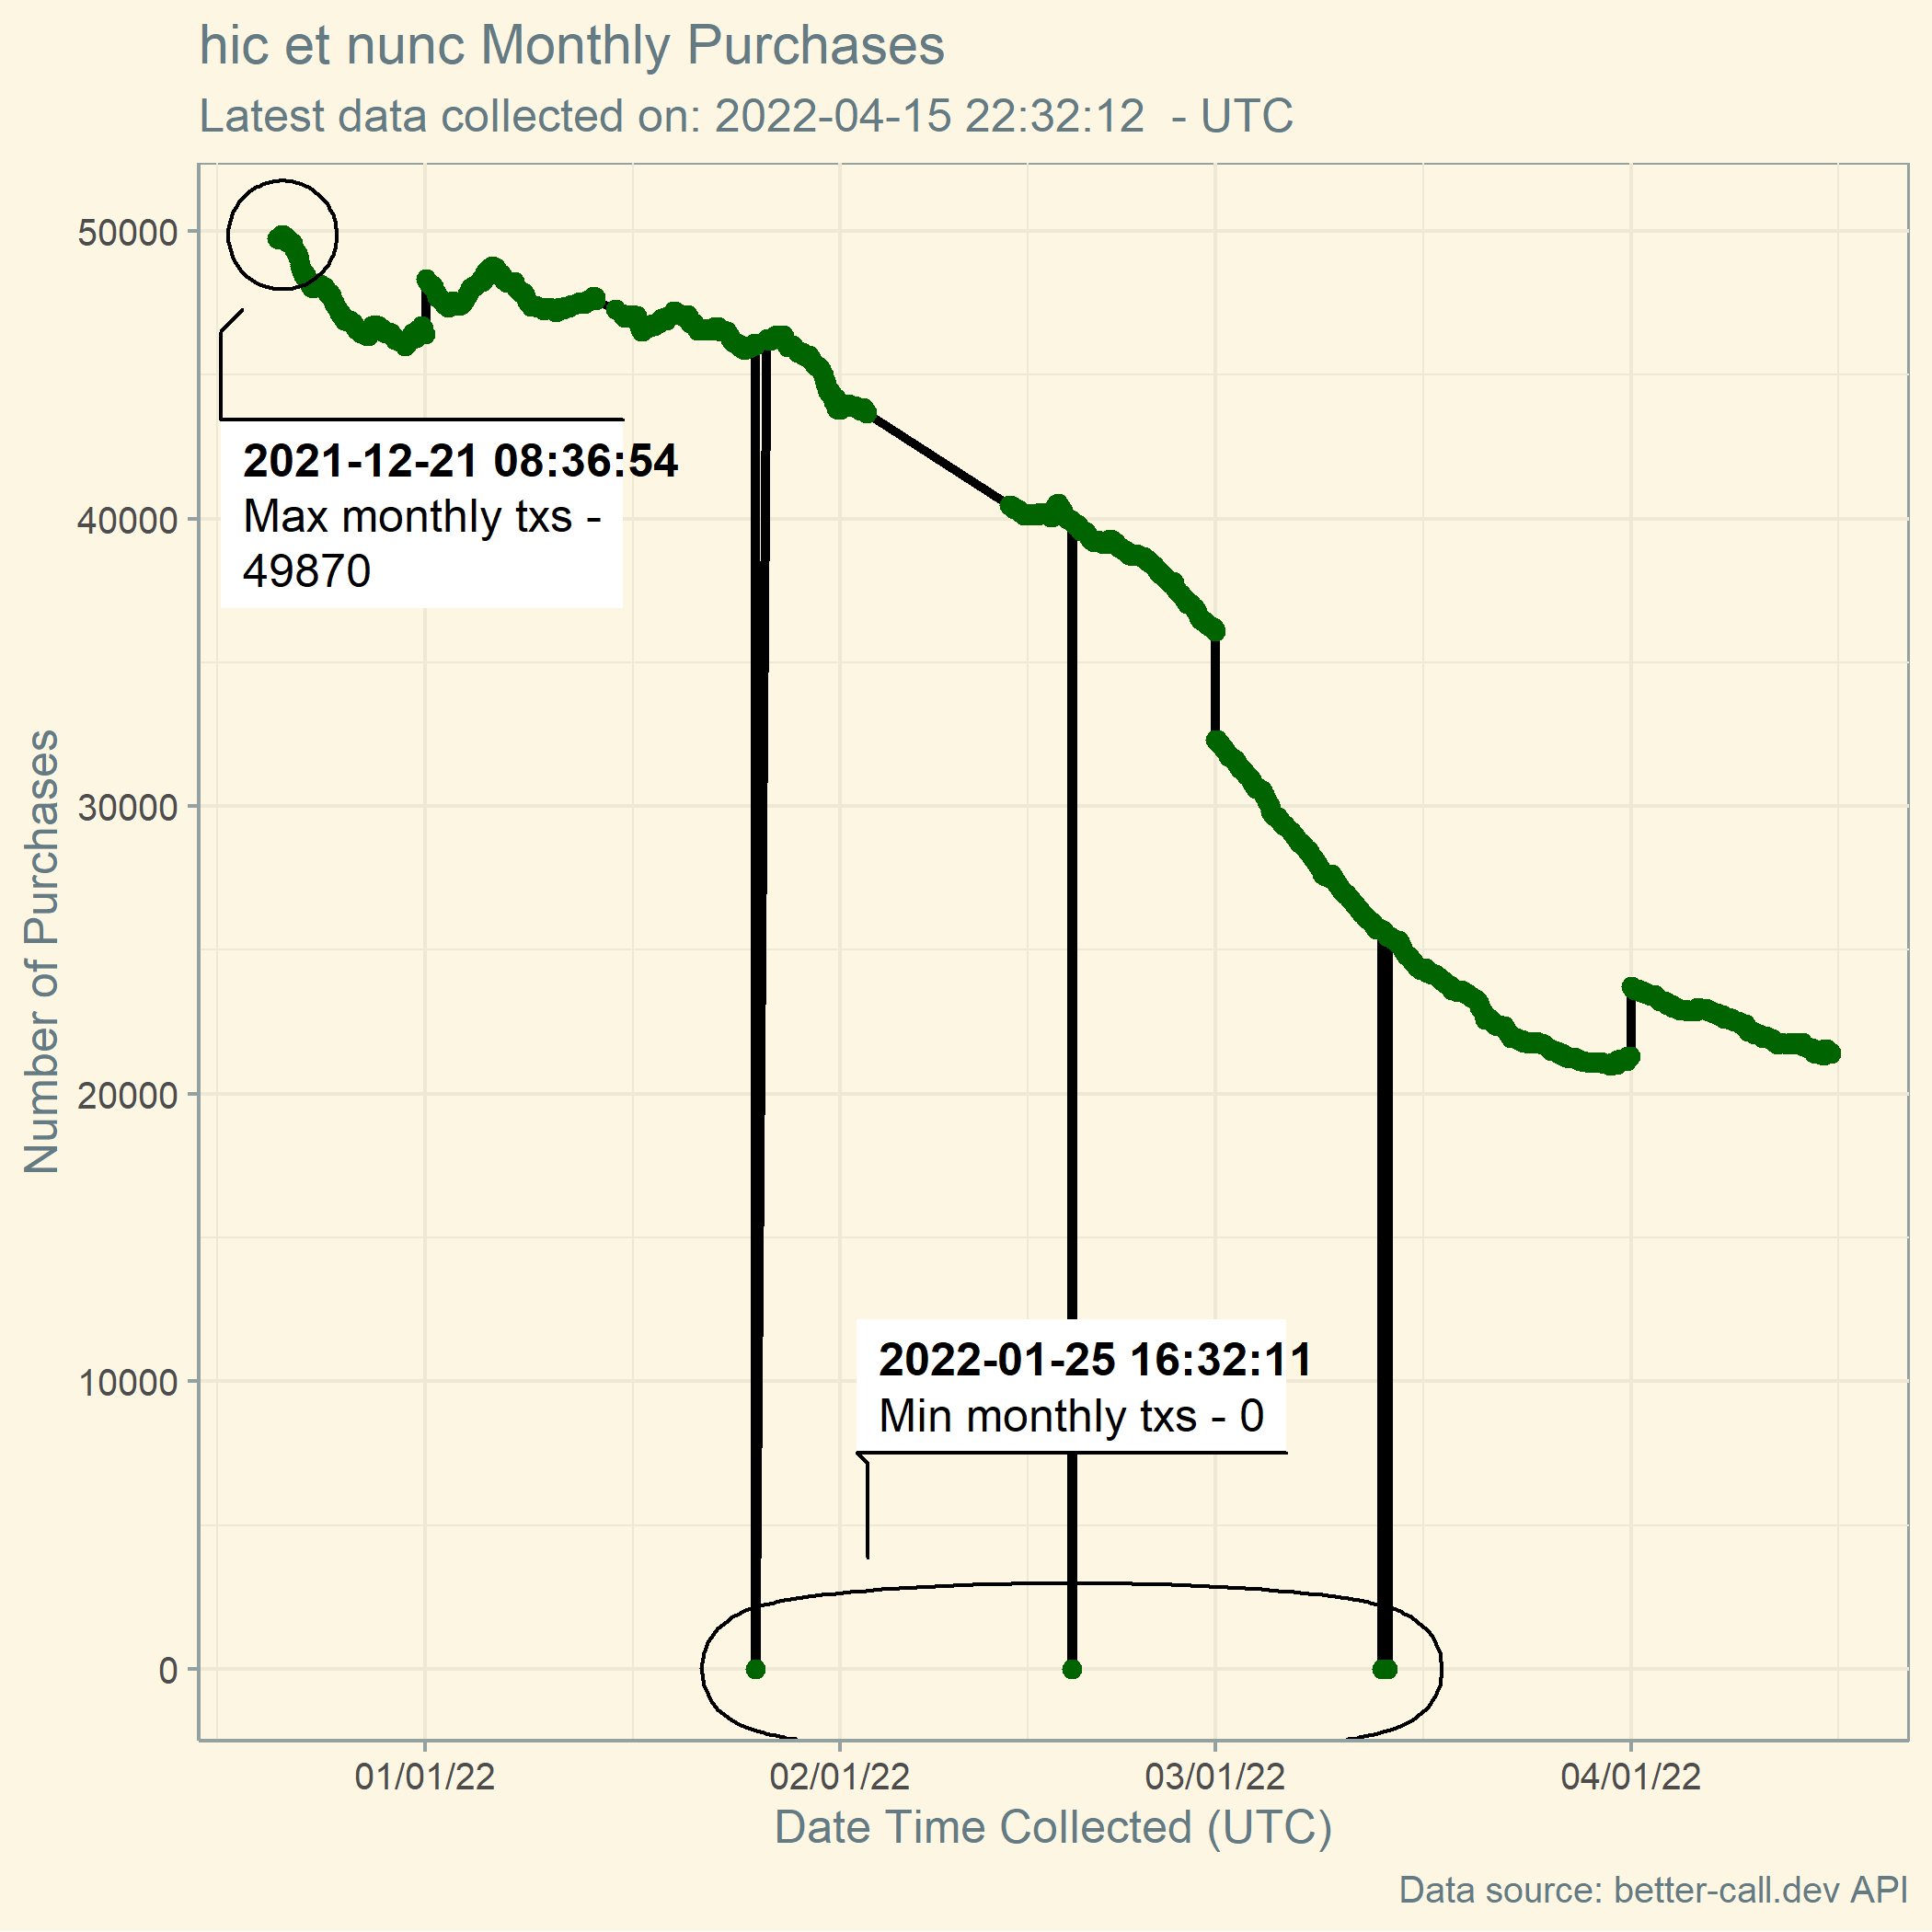 hic et nunc Monthly Purchases
Latest data collected on: 2022-04-15 22:32:12  - UTC
Number of Purchases
50000
40000
30000
20000
10000
0
2021-12-21 08:36:54
Max monthly txs -
49870
2022-01-25 16:32:11
Min monthly txs - 0
01/01/22
02/01/22
03/01/22
04/01/22
Date Time Collected (UTC)
Data source: better-call.dev API